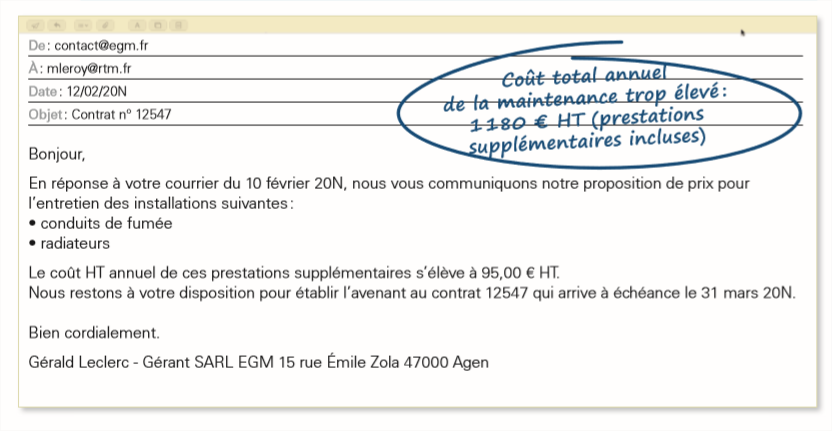 De : contact@egm.fr
À : mleroy@rtm.fr
Date : 12/02/20N
Objet : Contrat nº 12547
Coût total annuel
de la maintenance trop élevé :
1 180 € HT (prestations
supplémentaires incluses)
Bonjour,
En réponse à votre courrier du 10 février 20N, nous vous communiquons notre proposition de prix pour
l’entretien des installations suivantes :
• conduits de fumée
• radiateurs
Le coût HT annuel de ces prestations supplémentaires s’élève à 95,00 € HT.
Nous restons à votre disposition pour établir l’avenant au contrat 12547 qui arrive à échéance le 31 mars 20N.
Bien cordialement.
Gérald Leclerc - Gérant SARL EGM 15 rue Émile Zola 47000 Agen